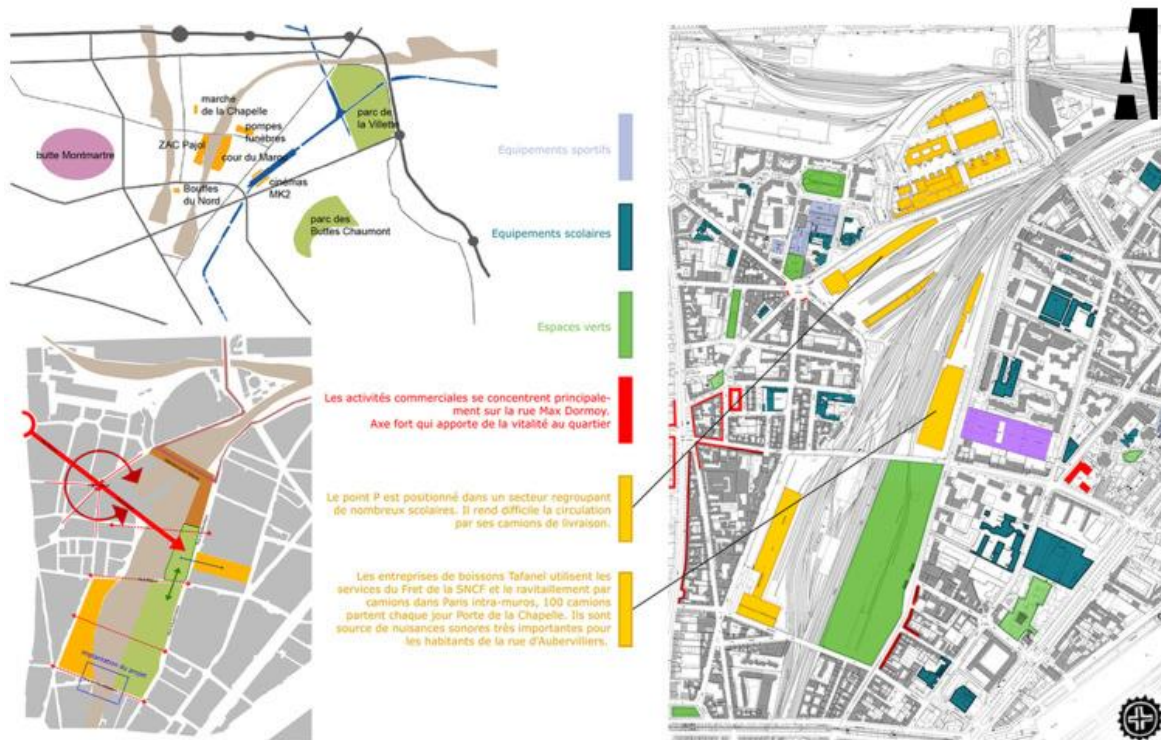 marche
de la Chapelle
pompes
funèbres
parc de
la Villette
butte Montmartre
ZAC Pajol
cour du Maroc
cinémas
MK2
Bouffes
du Nord
parc des
Buttes Chaumont
Equipements sportifs
Equipements scolaires
Espaces verts
Les activités commerciales se concentrent principale-
ment sur la rue Max Dormoy.
Axe fort qui apporte de la vitalité au quartier
Le point P est positionné dans un secteur regroupant
de nombreux scolaires. Il rend difficile la circulation
par ses camions de livraison.
Les entreprises de boissons Tafanel utilisent les
services du Fret de la SNCF et le ravitaillement par
camions dans Paris intra-muros, 100 camions
partent chaque jour Porte de la Chapelle. Ils sont
source de nuisances sonores très importantes pour
les habitants de la rue d'Aubervilliers.
implantation du projet